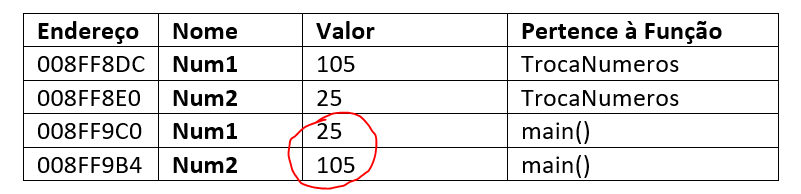 Endereço Nome Valor Pertence à Função
008FF8DC Num1 105 TrocaNumeros
008FF8E0 Num2 25 TrocaNumeros
008FF9C0 Num1 25 main()
008FF9B4 Num2 105 main()